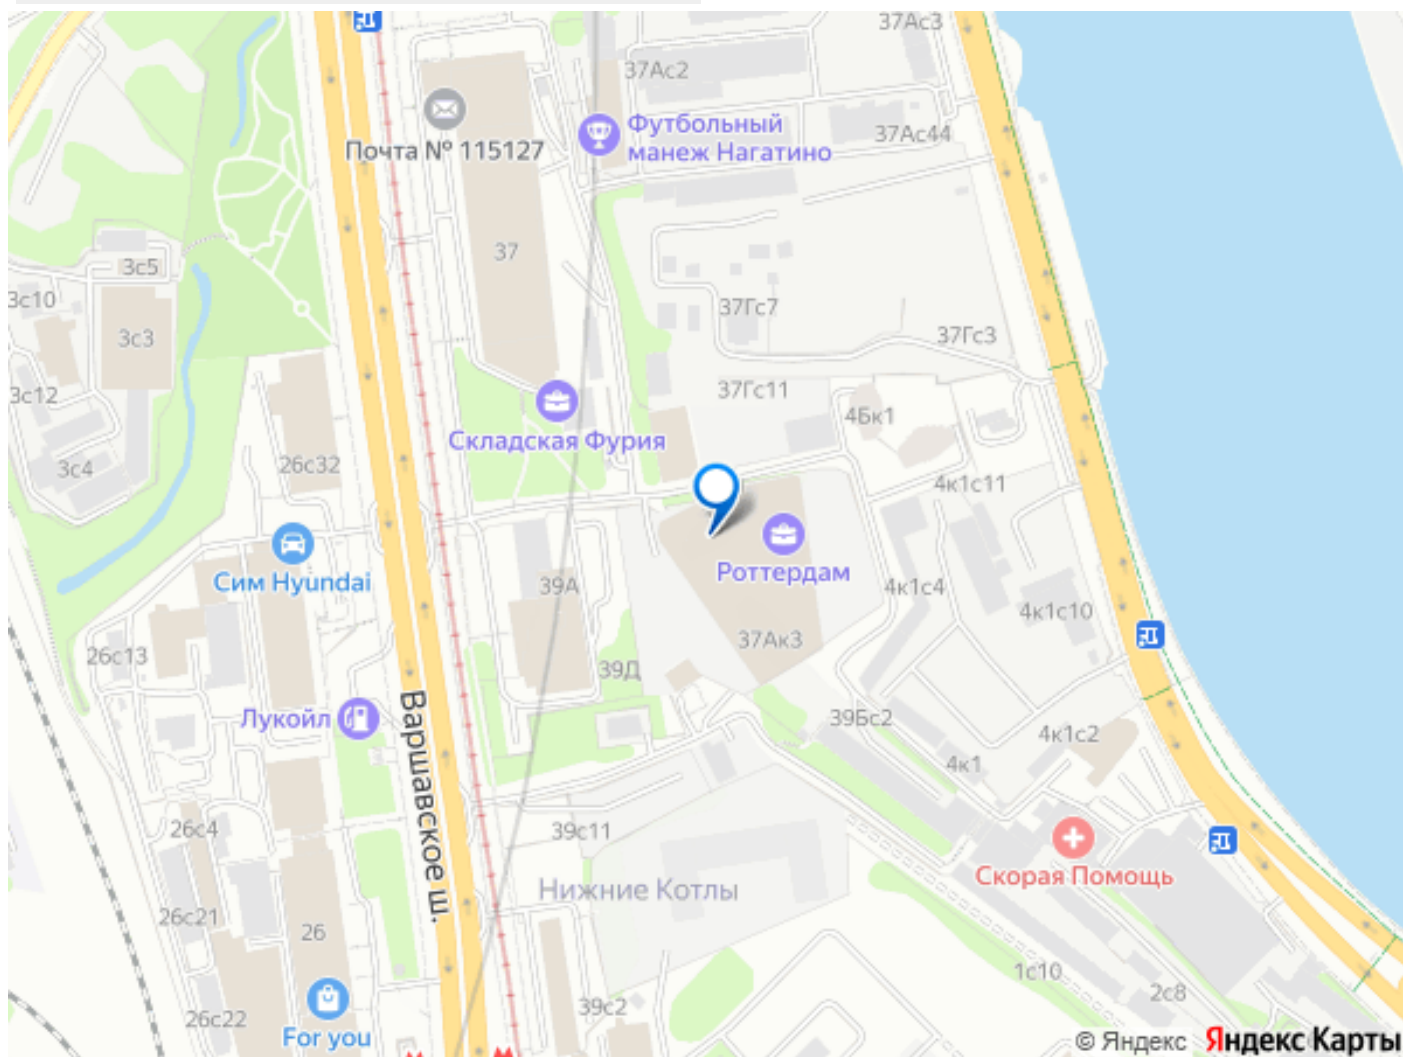 37Ас3
37Ас2
Футбольный
манеж Нагатино
37Ас44
Почта № 115127
37
3с5
3с10
3с3
37Гс7
37Гс3
3с12
37Гс11
4Бк1
Складская Фурия
3с4
26с32
4к1с11
Сим Hyundai
Роттердам
39А
4к1с4
4к1с10
37Ак3
26с13
39Д
Лукойл
Варшавское ш.
39Бс2
4к1с2
4к1
26с4
39с11
Скорая Помощь
Нижние Котлы
26с21
26
1с10
2с8
39с2
26с22
For you
© Яндекс Яндекс Карты